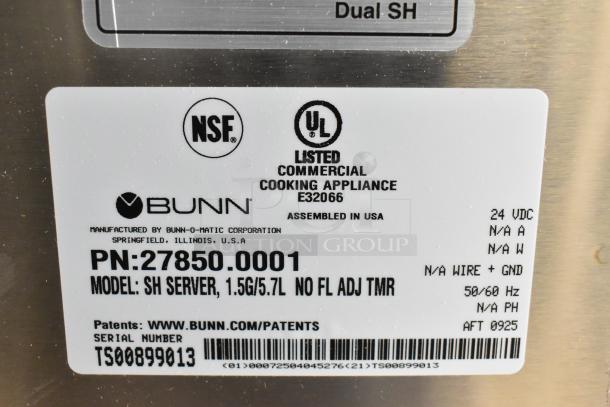 Dual SH
NSF®
UL
LISTED
COMMERCIAL
COOKING APPLIANCE
E32066
ASSEMBLED IN USA
BUNN®
MANUFACTURED BY BUNN-O-MATIC CORPORATION
SPRINGFIELD, ILLINOIS, U.S.A
PN:27850.0001
MODEL: SH SERVER, 1.5G/5.7L NO FL ADJ TMR
24 VDC
N/A A
N/A W
N/A WIRE + GND
50/60 Hz
N/A PH
AFT 0925
Patents: WWW.BUNN.COM/PATENTS
SERIAL NUMBER
TS00899013
(01)00072504045276(21)TS00899013
AUCTION GROUP